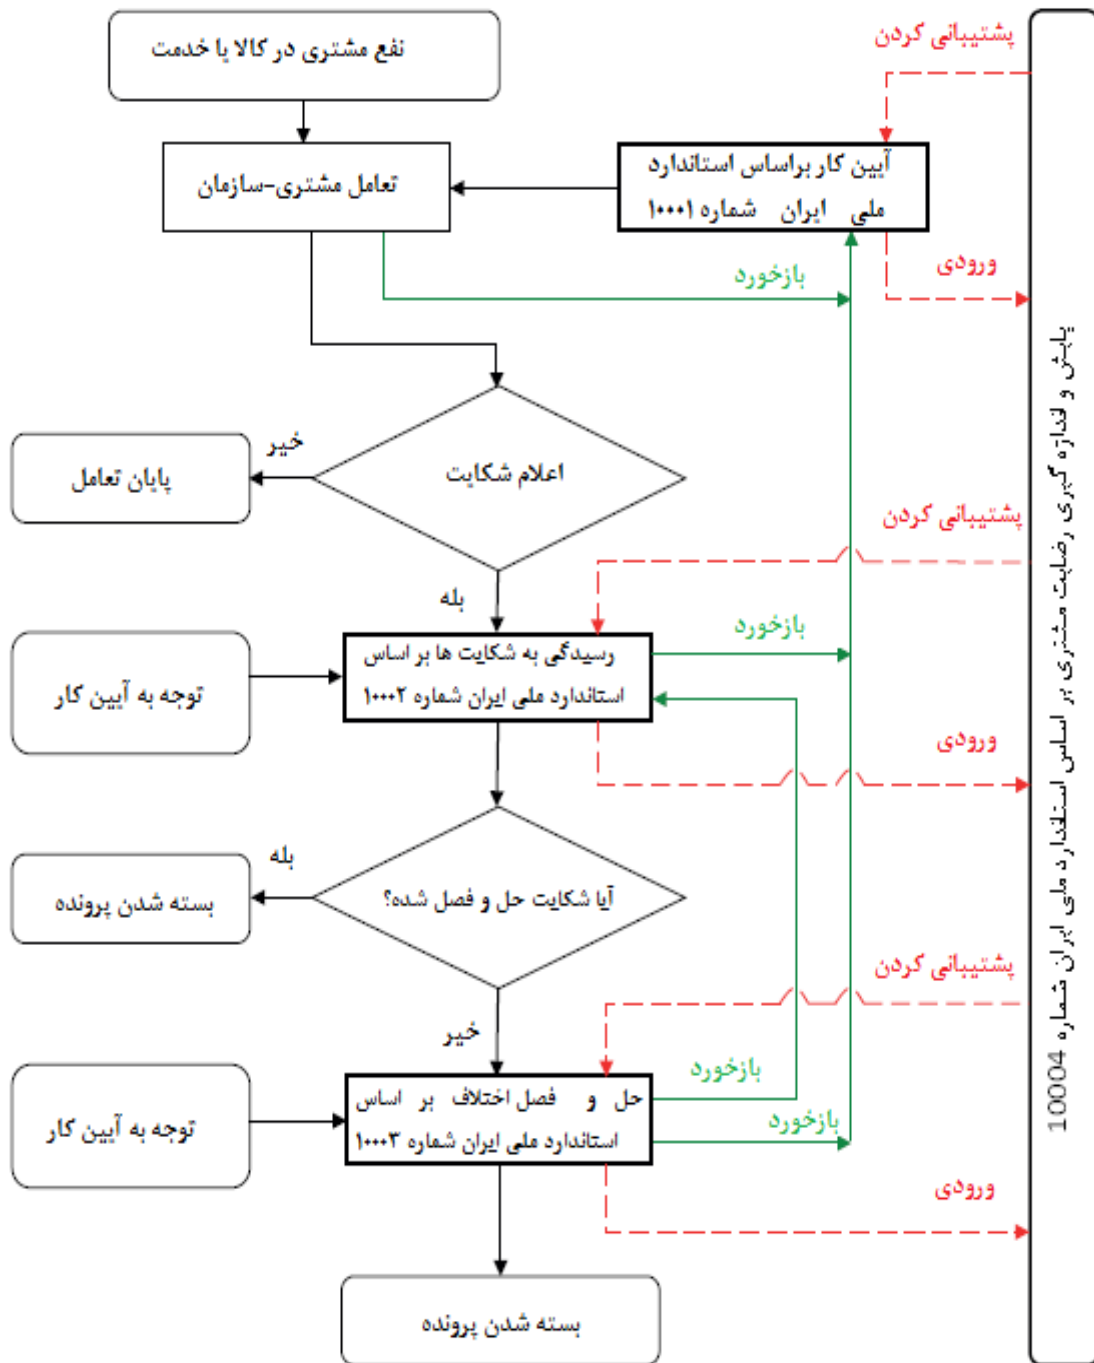 نفع مشتری در کالا یا خدمت
پشتیبانی کردن
آیین کار براساس استاندارد
ملی ایران شماره ۱۰۰۰۱
تعامل مشتری-سازمان
ورودی
بازخورد
اعلام شکایت
خیر
پایان تعامل
پشتیبانی کردن
بله
بازخورد
رسیدگی به شکایت ها بر اساس
استاندارد ملی ایران شماره ۱۰۰۰۲
توجه به آیین کار
ورودی
آیا شکایت حل و فصل شده؟
بله
بسته شدن پرونده
پشتیبانی کردن
خیر
بازخورد
حل و فصل اختلاف بر اساس
استاندارد ملی ایران شماره ۱۰۰۰۳
بازخورد
توجه به آیین کار
ورودی
بسته شدن پرونده
پایش و اندازه گیری رضایت مشتری بر اساس استاندارد ملی ایران شماره 10004